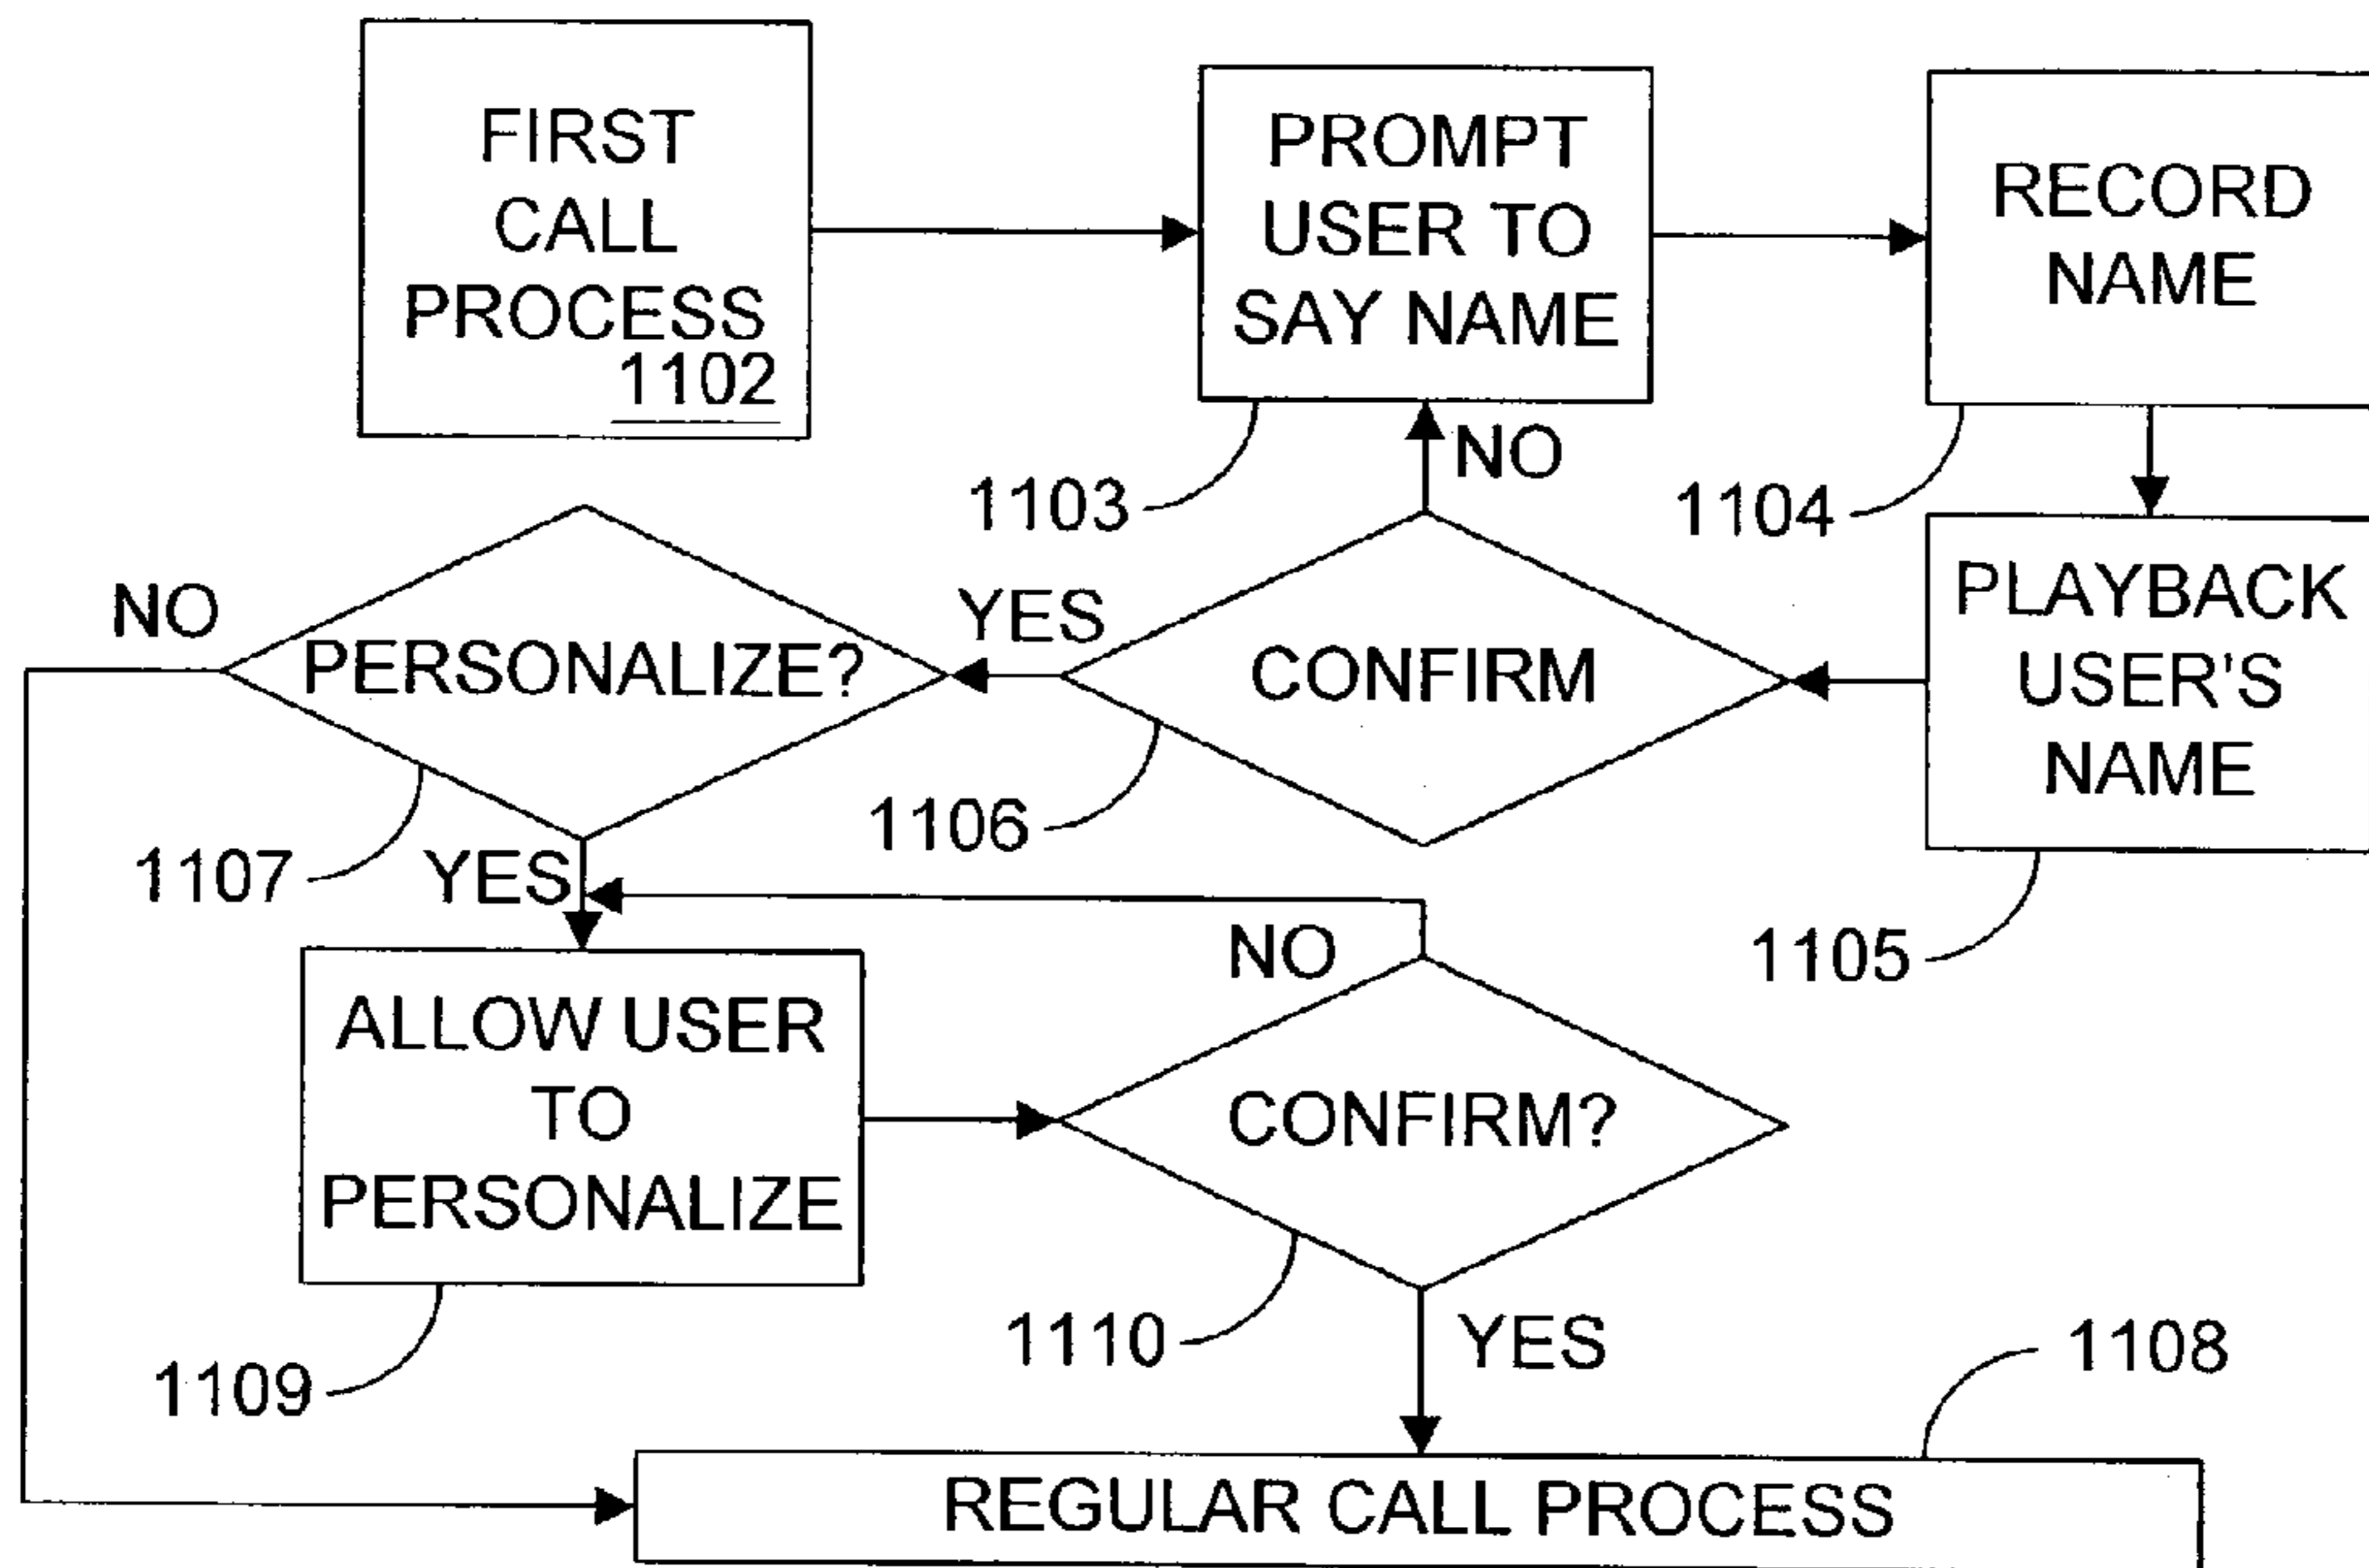 FIRST
CALL
PROCESS
1102
PROMPT
USER TO
SAY NAME
RECORD
NAME
1103
NO
1104
NO
PERSONALIZE?
YES
CONFIRM
PLAYBACK
USER'S
NAME
1107
YES
1106
1105
ALLOW USER
TO
PERSONALIZE
NO
CONFIRM?
1109
1110
YES
1108
REGULAR CALL PROCESS